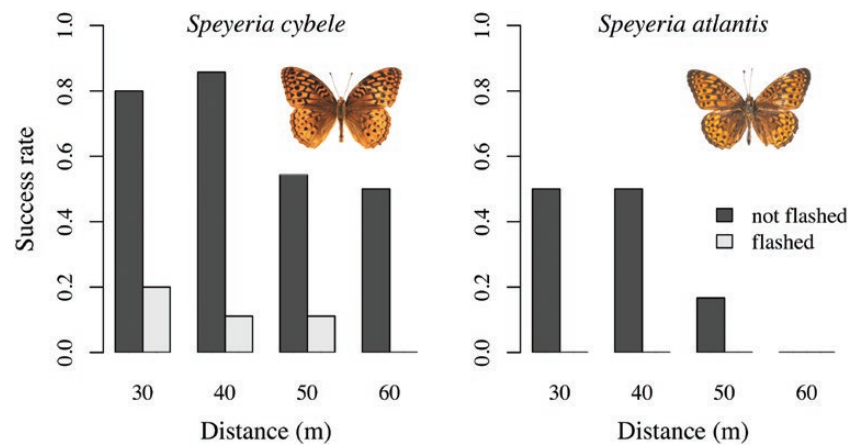 Speyeria cybele
Success rate
1.0
0.8
0.6
0.4
0.2
0.0
30 40 50 60
Distance (m)
Speyeria atlantis
1.0
0.8
0.6
0.4
0.2
0.0
not flashed
flashed
30 40 50 60
Distance (m)